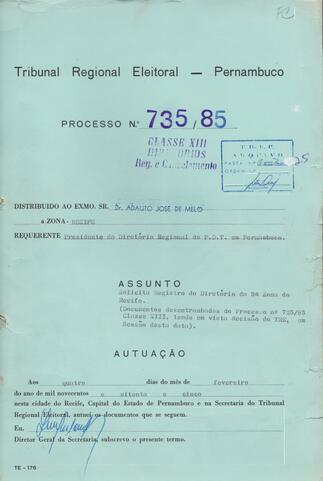 Tribunal Regional Eleitoral — Pernambuco
PROCESSO N.º 735/85
CLASSE XIII
DIRETÓRIOS
Reg. e Cancelamento
T. R. E. P
ARQUIVO
DISTRIBUIDO AO EXMO. SR. Dr. ADAUTO JOSÉ DE MELO
a ZONA- RECIFE
REQUERENTE Presidente do Diretório Regional do P.D.T. em Pernambuco.
ASSUNTO
Solicita Registro do Diretório da 5ª Zona do
Recife.
(Documentos desentranhados do Processo nº 725/85
Classe XIII, tendo em vista decisão do TRE, em
Sessão desta data).
AUTUAÇÃO
Aos quatro dias do mês de fevereiro
do ano de mil novecentos e oitenta e cinco
nesta cidade do Recife, Capital do Estado de Pernambuco e na Secretaria do Tribunal
Regional Eleitoral, autuei os documentos que se seguem.
Eu,
Diretor Geral da Secretaria, subscrevo o presente termo.
TE - 176